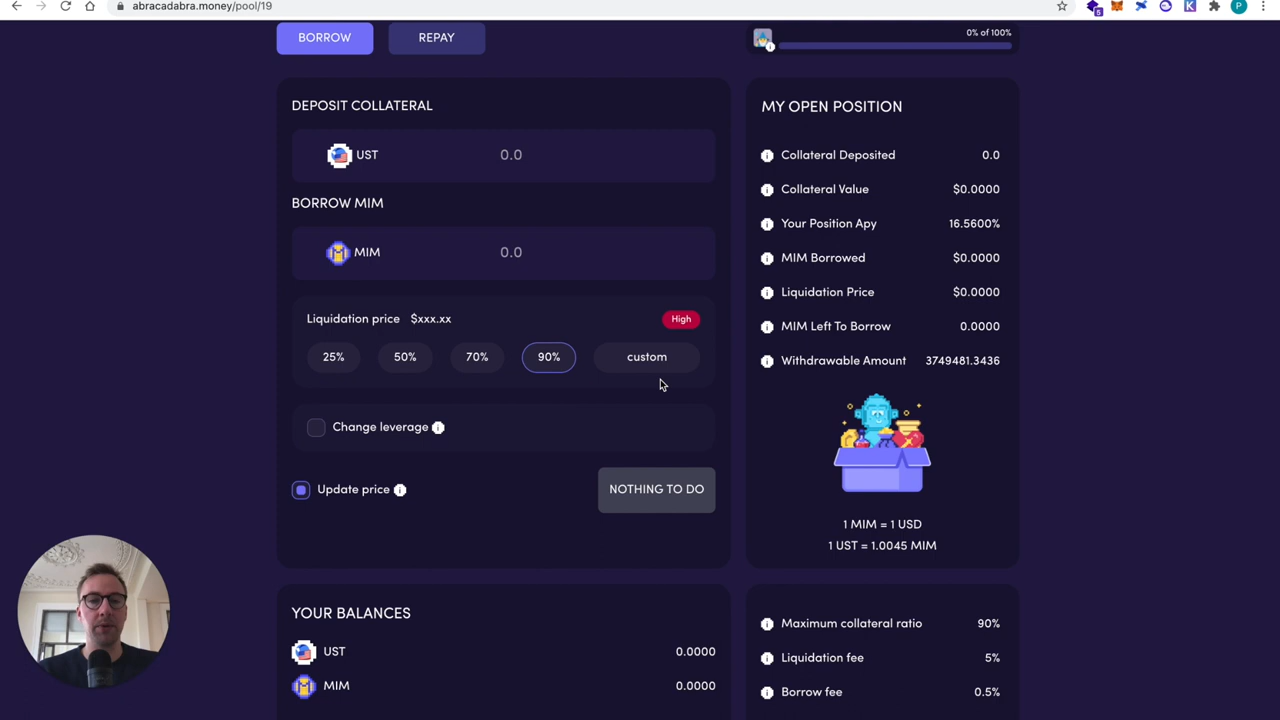 abracadabra.money/pool/19
5
P
BORROW
REPAY
0% of 100%
DEPOSIT COLLATERAL
UST
0.0
BORROW MIM
MIM
0.0
Liquidation price $xxx.xx
High
25%
50%
70%
90%
custom
Change leverage
Update price
NOTHING TO DO
MY OPEN POSITION
Collateral Deposited 0.0
Collateral Value $0.0000
Your Position Apy 16.5600%
MIM Borrowed $0.0000
Liquidation Price $0.0000
MIM Left To Borrow 0.0000
Withdrawable Amount 3749481.3436
1 MIM = 1 USD
1 UST = 1.0045 MIM
YOUR BALANCES
UST 0.0000
MIM 0.0000
Maximum collateral ratio 90%
Liquidation fee 5%
Borrow fee 0.5%